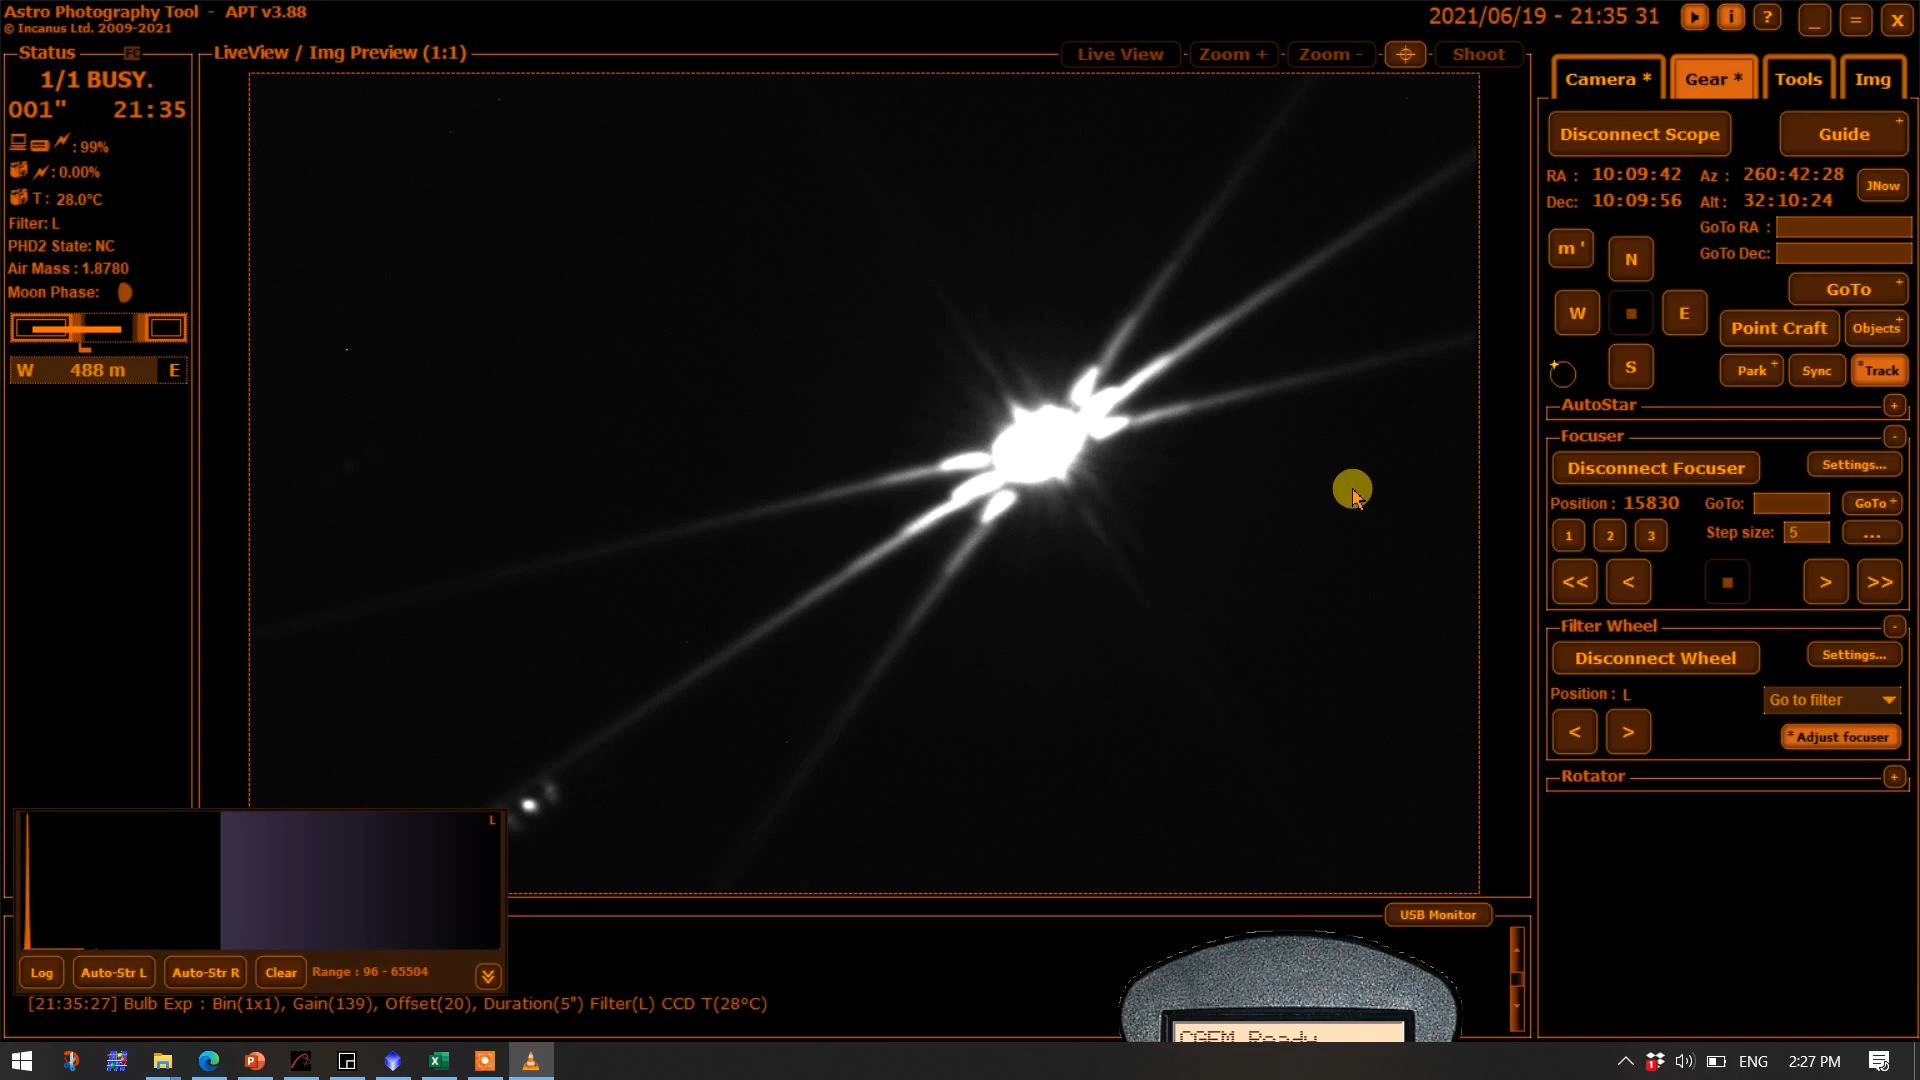 Astro Photography Tool - APT v3.88
© Incanus Ltd. 2009-2021
2021/06/19 - 21:35 31
i
?
_
=
X
Status
1/1 BUSY.
001" 21:35
: 99%
: 0.00%
T : 28.0°C
Filter: L
PHD2 State: NC
Air Mass : 1.8780
Moon Phase:
W 488 m E
LiveView / Img Preview (1:1)
Live View
Zoom +
Zoom -
Shoot
Camera *
Gear *
Tools
Img
Disconnect Scope
Guide +
RA : 10:09:42 Az : 260:42:28
JNow
Dec: 10:09:56 Alt : 32:10:24
GoTo RA :
GoTo Dec:
m '
N
W
E
S
GoTo +
Point Craft
Objects +
Park +
Sync
* Track
AutoStar +
Focuser -
Disconnect Focuser
Settings...
Position : 15830 GoTo:
GoTo +
1
2
3
Step size: 5
...
<<
<
>
>>
Filter Wheel -
Disconnect Wheel
Settings...
Position : L
Go to filter
<
>
* Adjust focuser
Rotator +
L
Log
Auto-Str L
Auto-Str R
Clear
Range : 96 - 65504
USB Monitor
[21:35:27] Bulb Exp : Bin(1x1), Gain(139), Offset(20), Duration(5") Filter(L) CCD T(28°C)
CGEM Ready
ENG
2:27 PM